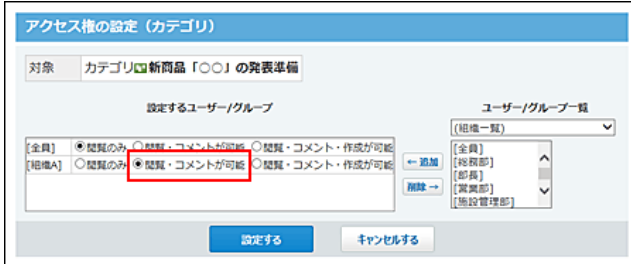 アクセス権の設定（カテゴリ）
対象 カテゴリ 新商品「○○」の発表準備
設定するユーザー/グループ
ユーザー/グループ一覧
(組織一覧)
[全員] 閲覧のみ 閲覧・コメントが可能 閲覧・コメント・作成が可能
[組織A] 閲覧のみ 閲覧・コメントが可能 閲覧・コメント・作成が可能
← 追加
削除 →
[全員]
[総務部]
[部長]
[営業部]
[施設管理部]
設定する
キャンセルする